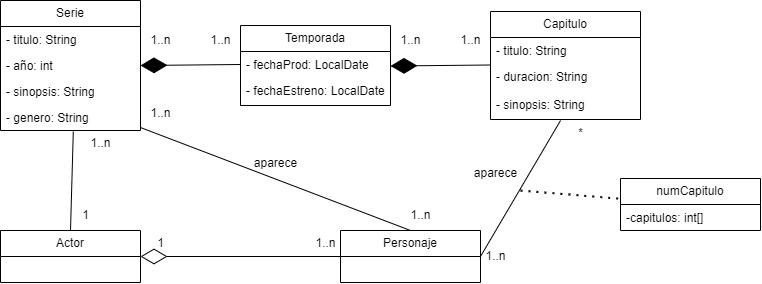 Serie
- titulo: String
- año: int
- sinopsis: String
- genero: String
1..n
1..n
Temporada
- fechaProd: LocalDate
- fechaEstreno: LocalDate
1..n
1..n
Capitulo
- titulo: String
- duracion: String
- sinopsis: String
1..n
1..n
aparece
*
aparece
numCapitulo
-capitulos: int[]
1
1..n
Actor
1
1..n
Personaje
1..n